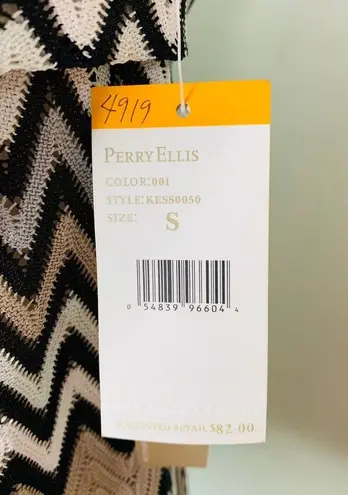 4919
PERRY ELLIS
COLOR:001
STYLE:KESS0050
SIZE: S
0 54839 96604 4
SUGGESTED RETAIL $82.00